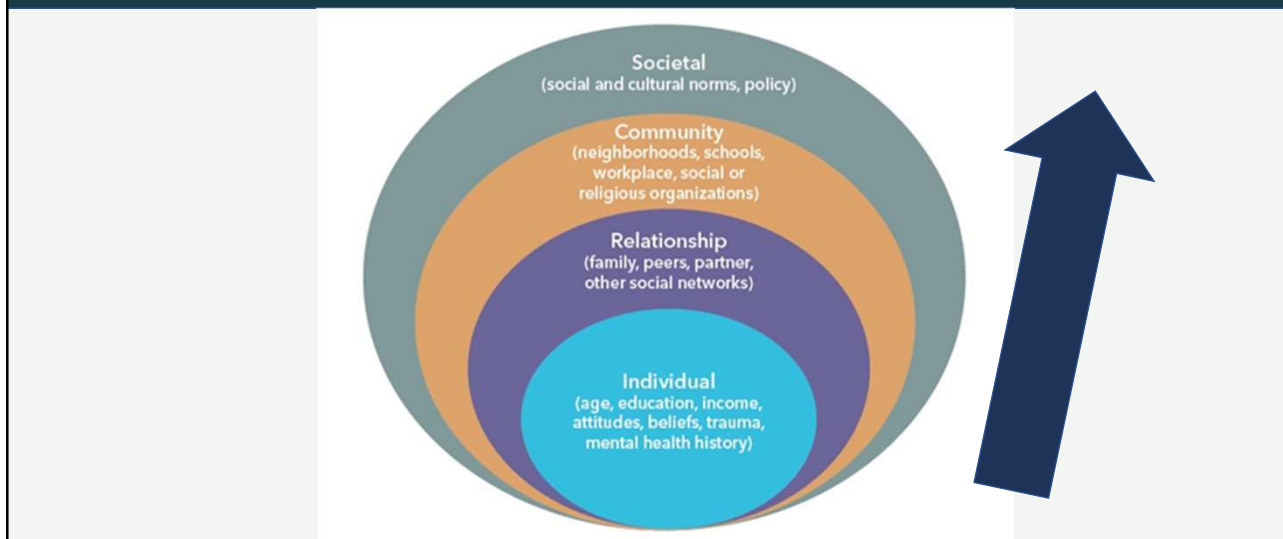 Societal
(social and cultural norms, policy)
Community
(neighborhoods, schools,
workplace, social or
religious organizations)
Relationship
(family, peers, partner,
other social networks)
Individual
(age, education, income,
attitudes, beliefs, trauma,
mental health history)